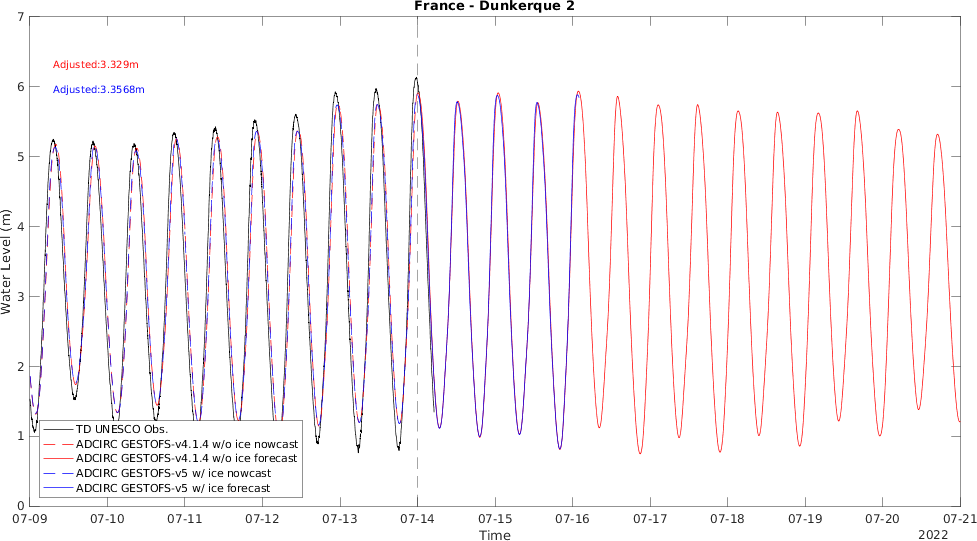 France - Dunkerque 2
7
6
5
4
3
2
1
0
Water Level (m)
Adjusted:3.329m
Adjusted:3.3568m
TD UNESCO Obs.
ADCIRC GESTOFS-v4.1.4 w/o ice nowcast
ADCIRC GESTOFS-v4.1.4 w/o ice forecast
ADCIRC GESTOFS-v5 w/ ice nowcast
ADCIRC GESTOFS-v5 w/ ice forecast
07-09 07-10 07-11 07-12 07-13 07-14 07-15 07-16 07-17 07-18 07-19 07-20 07-21
Time
2022